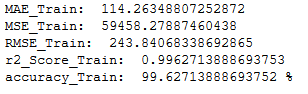 MAE_Train:  114.26348807252872
MSE_Train:  59458.27887460438
RMSE_Train:  243.84068338692865
r2_Score_Train:  0.9962713888693753
accuracy_Train:  99.62713888693752 %